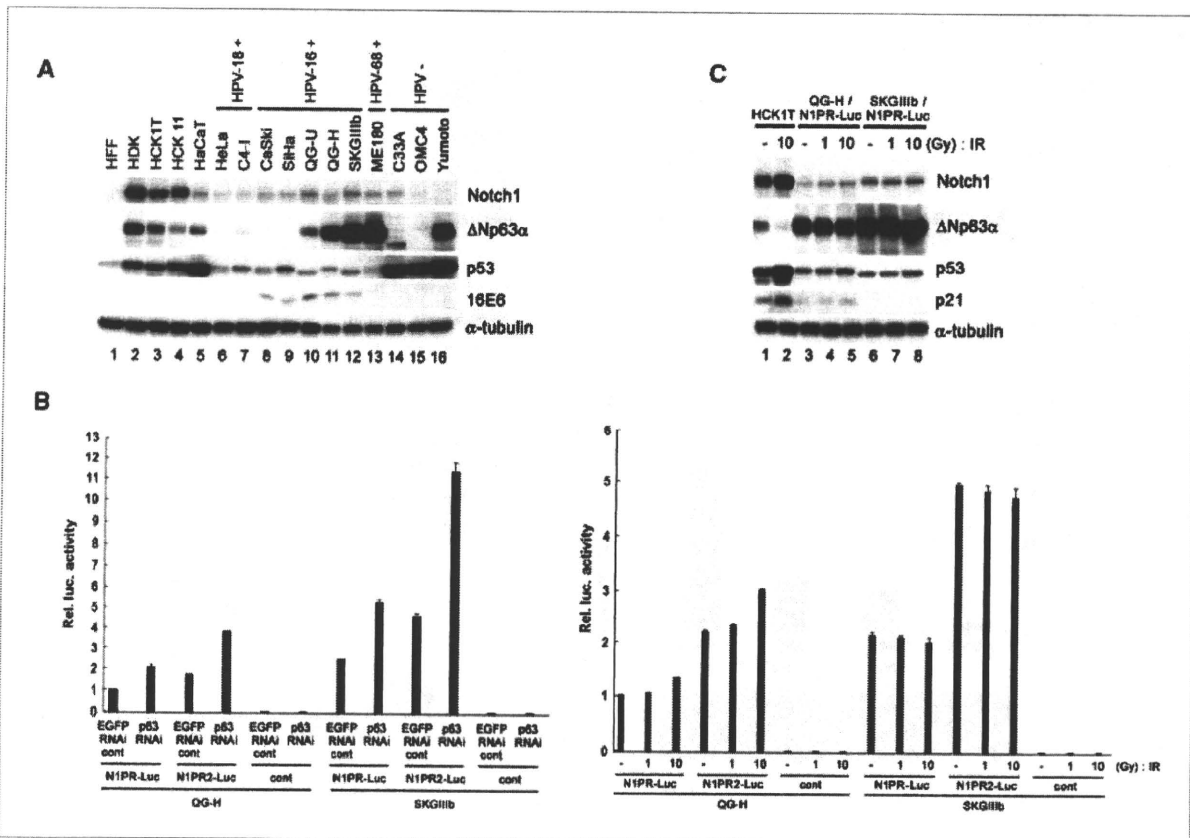 A
HPV-18 +
HPV-16 +
HPV-68 +
HPV -
HFF
HDK
HCK1T
HCK 11
HaCaT
HeLa
C4-I
CaSki
SiHa
QG-U
QG-H
SKGIIIb
ME180
C33A
OMC4
Yumoto
Notch1
ΔNp63α
p53
16E6
α-tubulin
1 2 3 4 5 6 7 8 9 10 11 12 13 14 15 16
C
HCK1T
QG-H / N1PR-Luc
SKGIIIb / N1PR-Luc
- 10 - 1 10 - 1 10 (Gy) : IR
Notch1
ΔNp63α
p53
p21
α-tubulin
1 2 3 4 5 6 7 8
B
Rel. luc. activity
13
12
11
10
9
8
7
6
5
4
3
2
1
0
EGFP RNAi cont
p63 RNAi
EGFP RNAi cont
p63 RNAi
EGFP RNAi cont
p63 RNAi
EGFP RNAi cont
p63 RNAi
EGFP RNAi cont
p63 RNAi
EGFP RNAi cont
p63 RNAi
N1PR-Luc
N1PR2-Luc
cont
N1PR-Luc
N1PR2-Luc
cont
QG-H
SKGIIIb
Rel. luc. activity
6
5
4
3
2
1
0
- 1 10 - 1 10 - 1 10 - 1 10 - 1 10 - 1 10 (Gy) : IR
N1PR-Luc
N1PR2-Luc
cont
N1PR-Luc
N1PR2-Luc
cont
QG-H
SKGIIIb